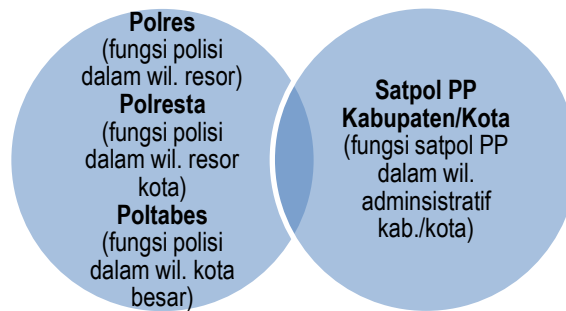 Polres
(fungsi polisi
dalam wil. resor)
Polresta
(fungsi polisi
dalam wil. resor
kota)
Poltabes
(fungsi polisi
dalam wil. kota
besar)
Satpol PP
Kabupaten/Kota
(fungsi satpol PP
dalam wil.
adminsistratif
kab./kota)